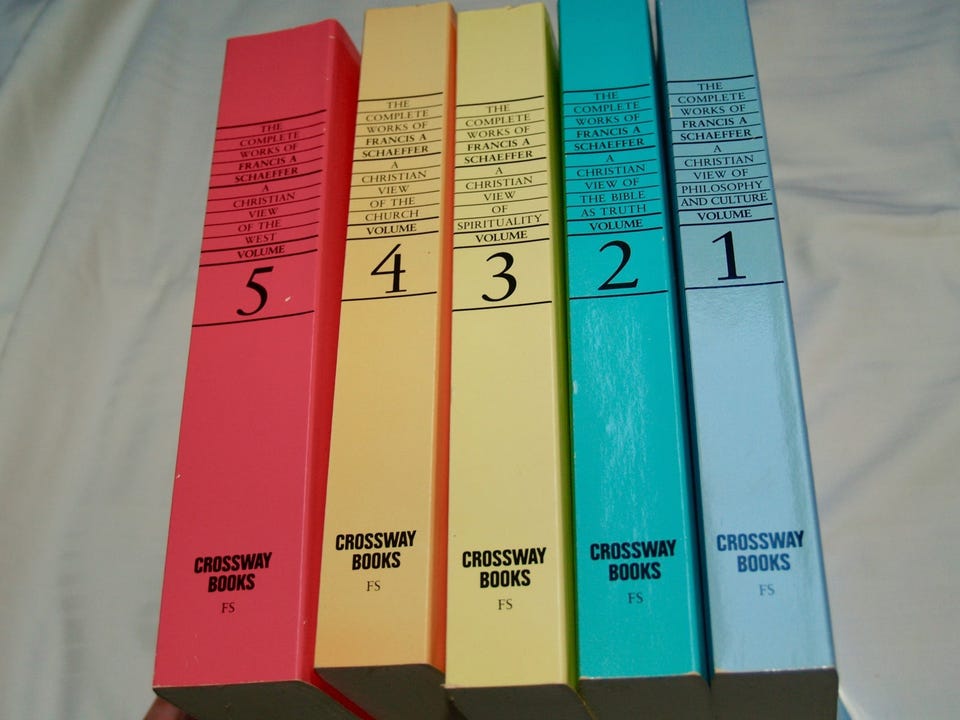 THE
COMPLETE
WORKS OF
FRANCIS A
SCHAEFFER
A
CHRISTIAN
VIEW
OF THE
WEST
VOLUME
5
CROSSWAY
BOOKS
FS
THE
COMPLETE
WORKS OF
FRANCIS A
SCHAEFFER
A
CHRISTIAN
VIEW
OF THE
CHURCH
VOLUME
4
CROSSWAY
BOOKS
FS
THE
COMPLETE
WORKS OF
FRANCIS A
SCHAEFFER
A
CHRISTIAN
VIEW
OF
SPIRITUALITY
VOLUME
3
CROSSWAY
BOOKS
FS
THE
COMPLETE
WORKS OF
FRANCIS A
SCHAEFFER
A
CHRISTIAN
VIEW OF
THE BIBLE
AS TRUTH
VOLUME
2
CROSSWAY
BOOKS
FS
THE
COMPLETE
WORKS OF
FRANCIS A
SCHAEFFER
A
CHRISTIAN
VIEW OF
PHILOSOPHY
AND CULTURE
VOLUME
1
CROSSWAY
BOOKS
FS